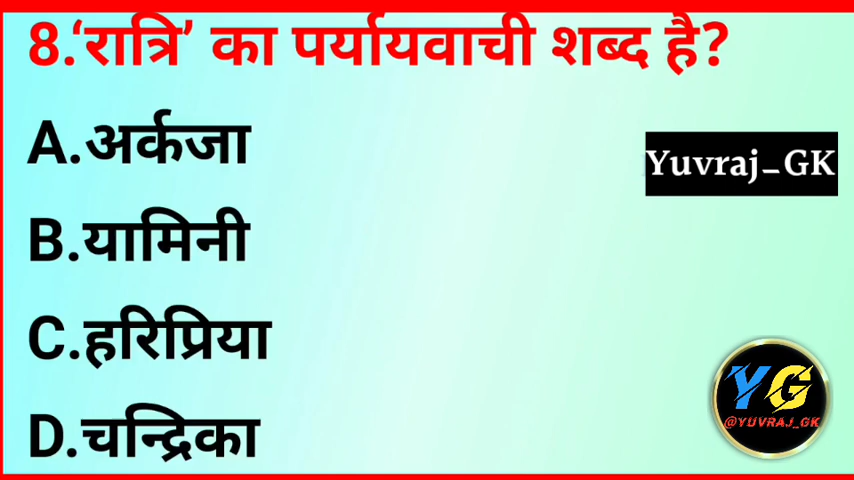 8.‘रात्रि’ का पर्यायवाची शब्द है?
A.अर्कजा
Yuvraj_GK
B.यामिनी
C.हरिप्रिया
YG
@YUVRAJ_GK
D.चन्द्रिका